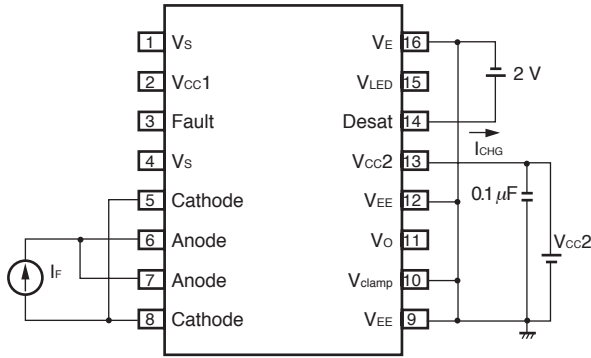 1 VS VE 16
2 VCC1 VLED 15 2 V
3 Fault Desat 14
ICHG
4 VS VCC2 13
5 Cathode VEE 12 0.1 μF
6 Anode VO 11 VCC2
IF
7 Anode Vclamp 10
8 Cathode VEE 9